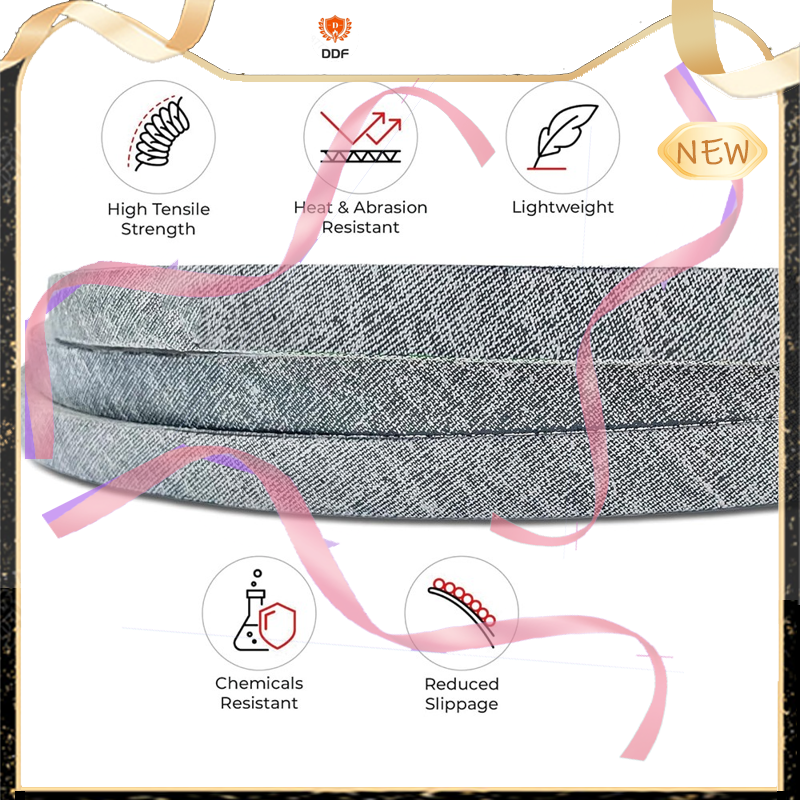 DDF
NEW
High Tensile
Strength
Heat & Abrasion
Resistant
Lightweight
Chemicals
Resistant
Reduced
Slippage